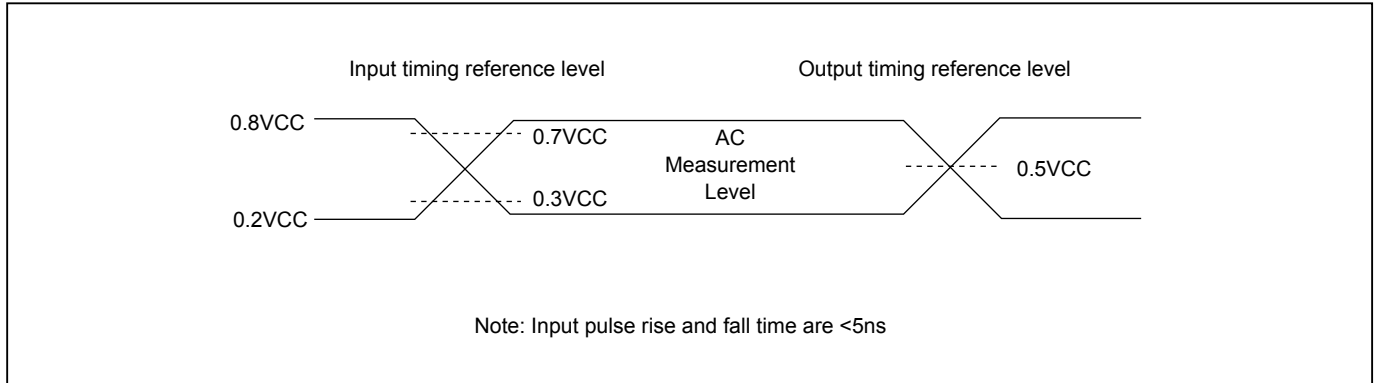 Input timing reference level
Output timing reference level
0.8VCC
0.7VCC
AC
Measurement
Level
0.5VCC
0.3VCC
0.2VCC
Note: Input pulse rise and fall time are <5ns